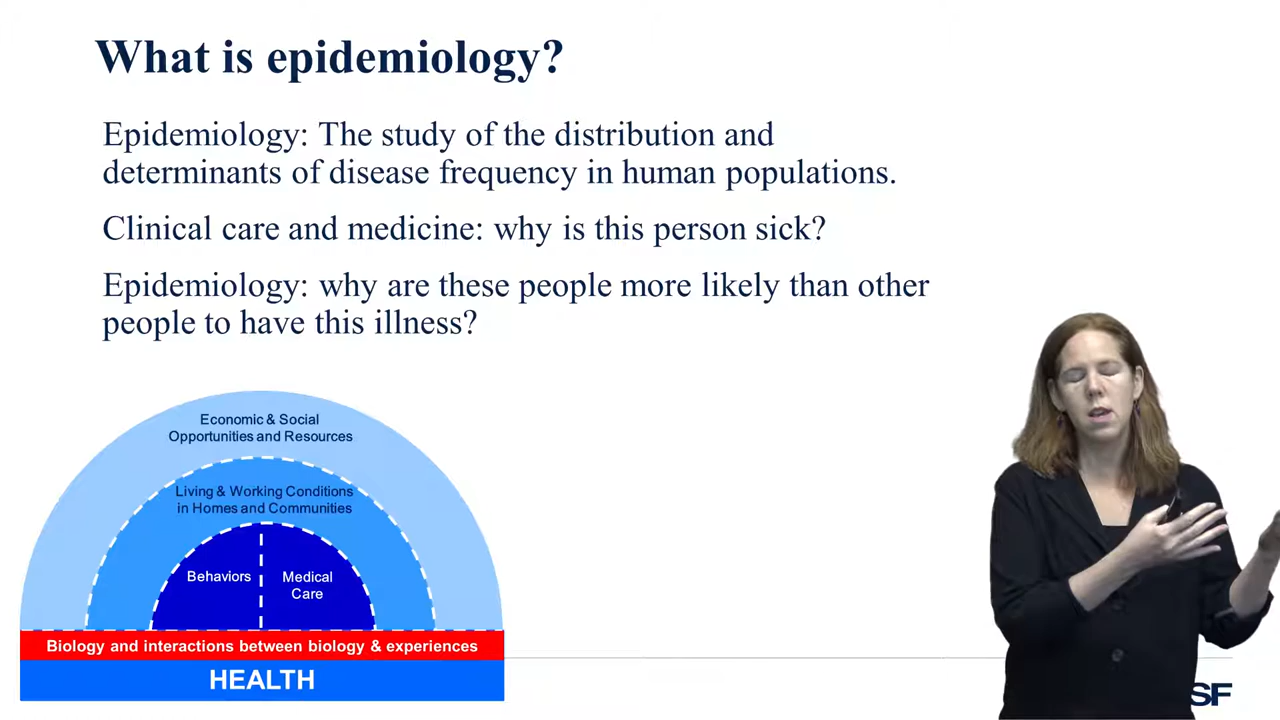 What is epidemiology?
Epidemiology: The study of the distribution and
determinants of disease frequency in human populations.
Clinical care and medicine: why is this person sick?
Epidemiology: why are these people more likely than other
people to have this illness?
Economic & Social
Opportunities and Resources
Living & Working Conditions
in Homes and Communities
Behaviors
Medical
Care
Biology and interactions between biology & experiences
HEALTH
SF